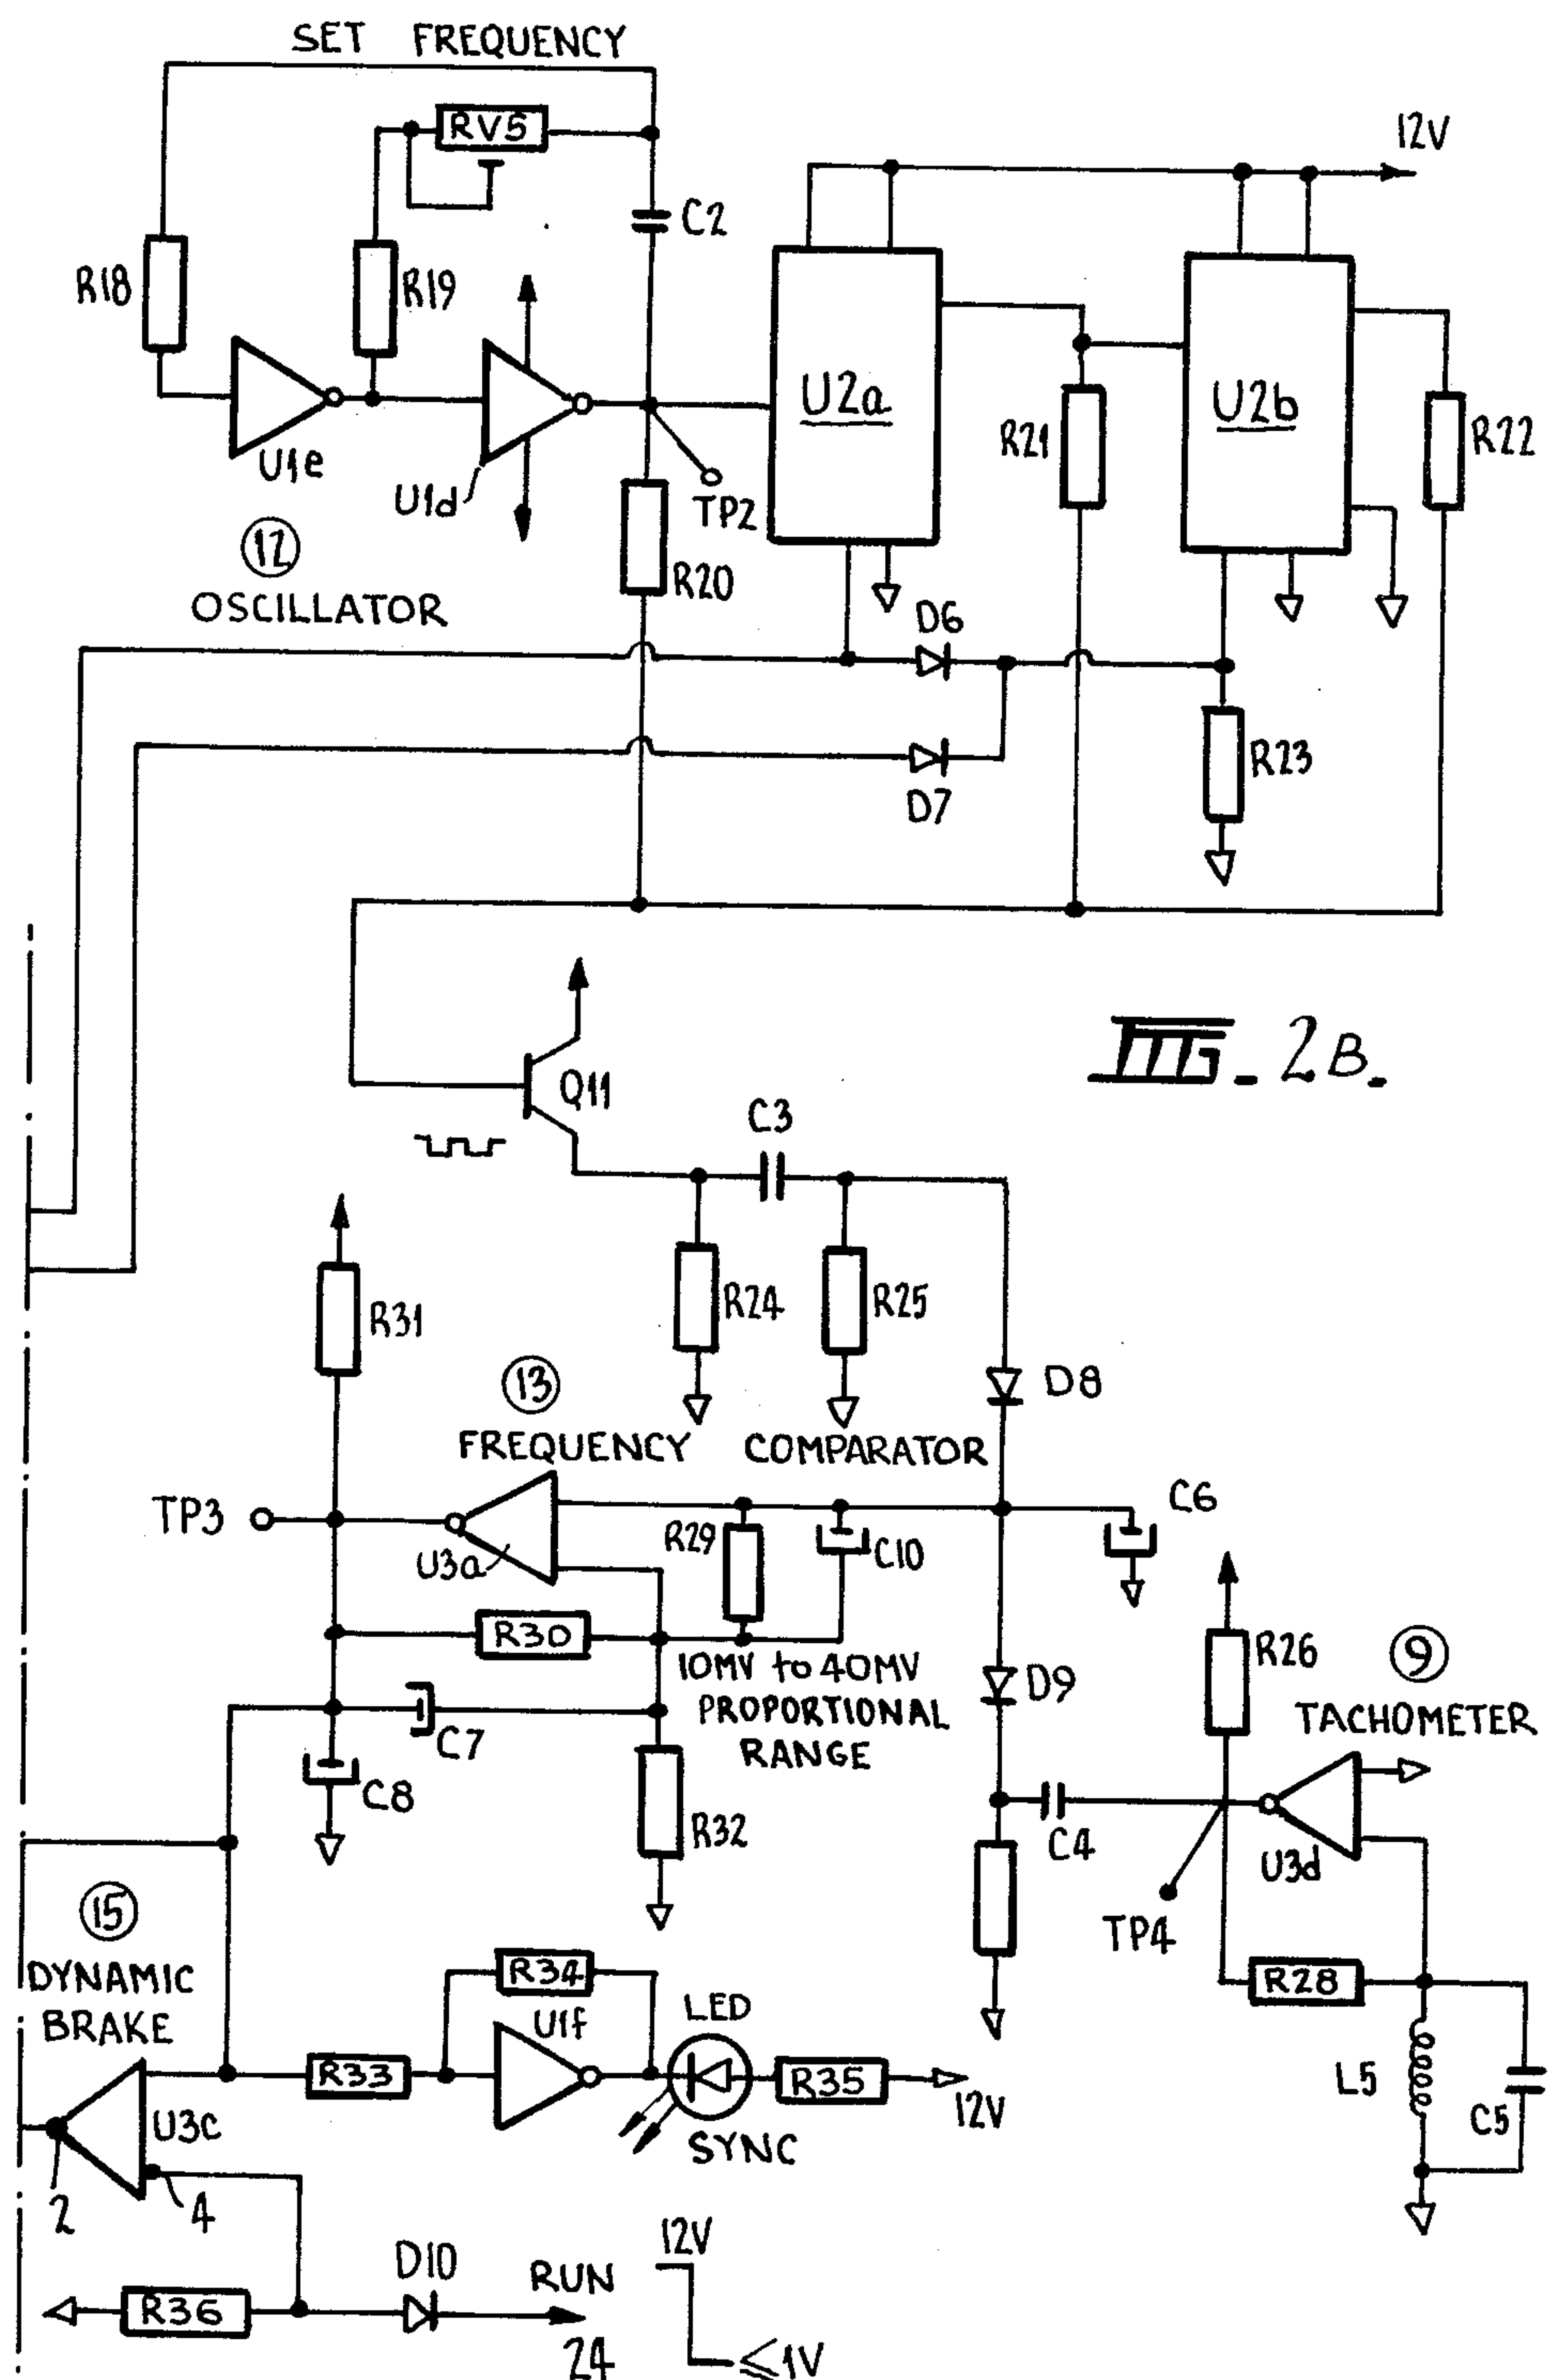 SET FREQUENCY
RV5
12V
C2
R18
R19
U2a
U2b
R21
R22
U1e
U1d
TP2
12
R20
OSCILLATOR
D6
D7
R23
FIG. 2B.
Q11
C3
R31
R24
R25
13
D8
FREQUENCY COMPARATOR
TP3
C6
U3a
R29
C10
R30
10MV to 40MV
PROPORTIONAL
RANGE
D9
R26
9
TACHOMETER
C7
C8
R32
C4
U3d
15
TP4
DYNAMIC
BRAKE
R34
R28
U1f
LED
R33
R35
12V
L5
C5
U3c
SYNC
2
4
12V
D10
RUN
R36
24
≤1V